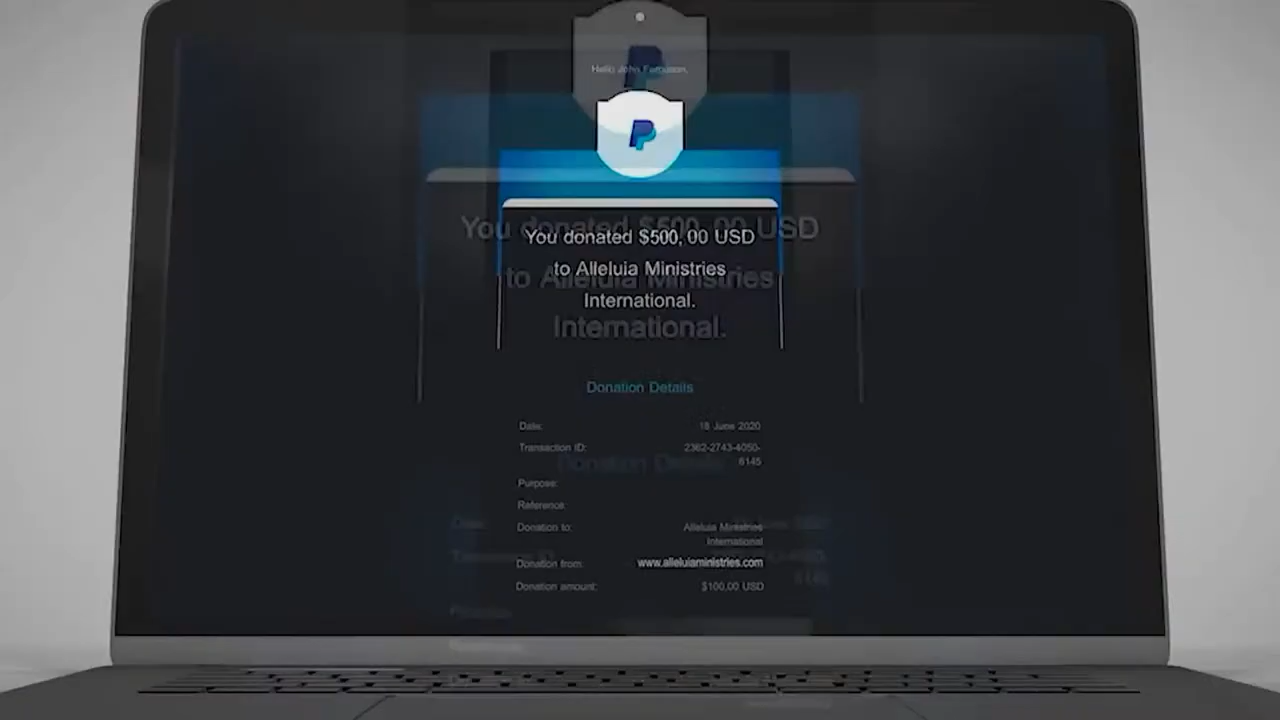 Hello John Ferguson,
You donated $500,00 USD
to Alleluia Ministries
International.
Donation Details
Date: 18 June 2020
Transaction ID: 2362-2743-4050-
6145
Purpose:
Reference:
Donation to: Alleluia Ministries
International
Donation from: www.alleluiaministries.com
Donation amount: $100,00 USD